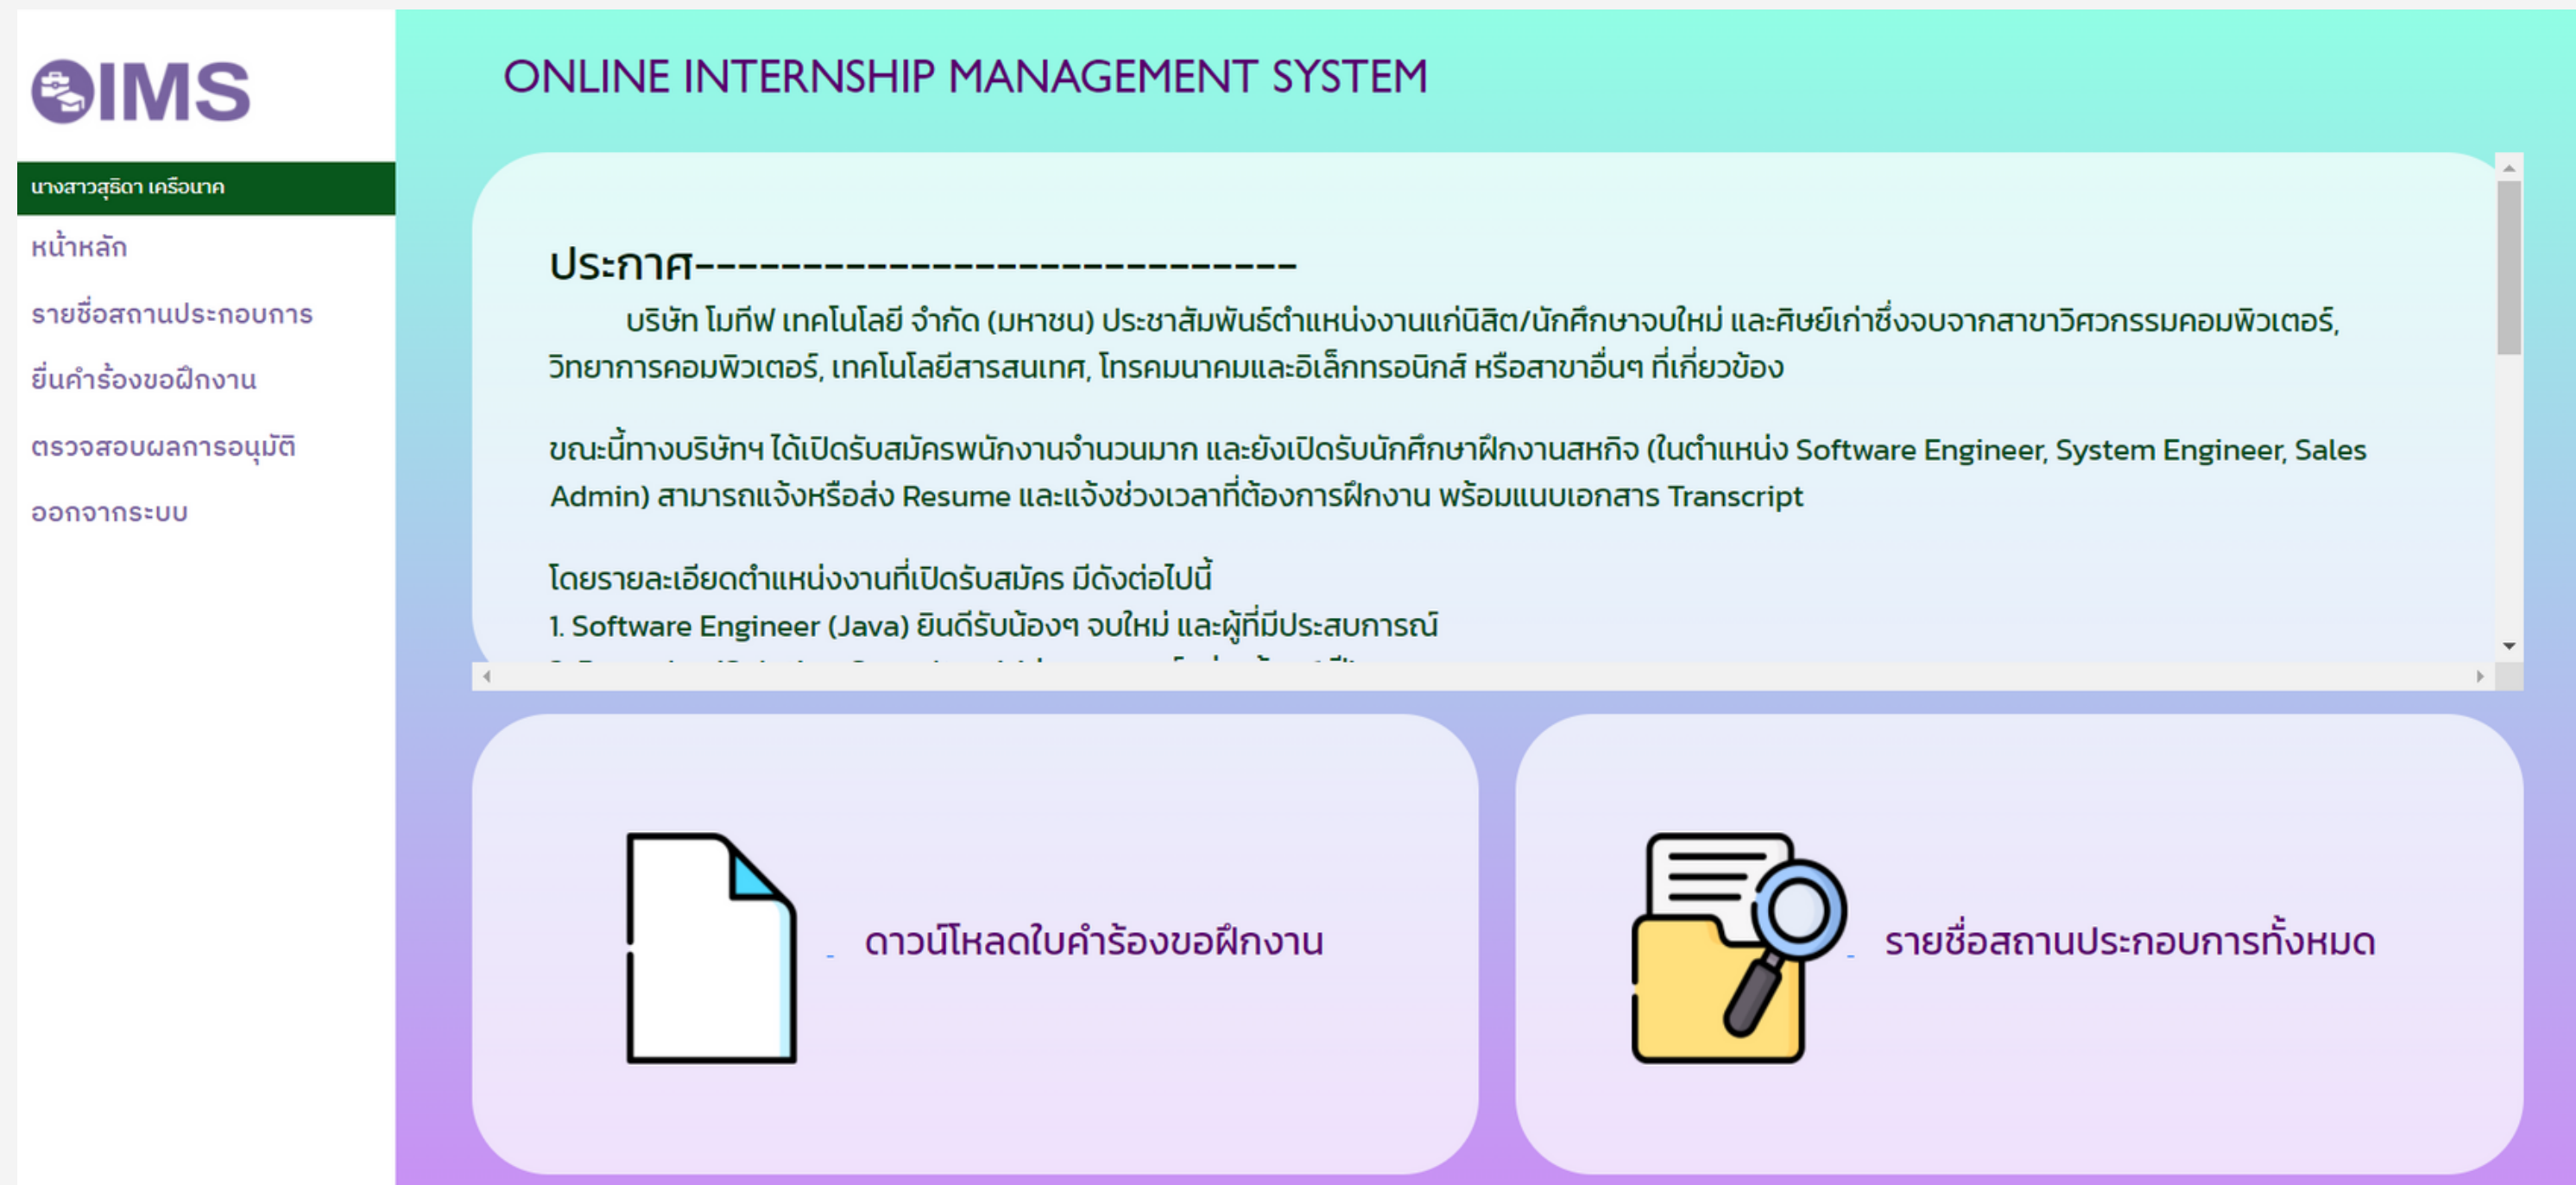 IMS
ONLINE INTERNSHIP MANAGEMENT SYSTEM
นางสาวสุธิดา เครือนาค
หน้าหลัก
รายชื่อสถานประกอบการ
ยื่นคำร้องขอฝึกงาน
ตรวจสอบผลการอนุมัติ
ออกจากระบบ
ประกาศ----------------------------
บริษัท โมทีฟ เทคโนโลยี จำกัด (มหาชน) ประชาสัมพันธ์ตำแหน่งงานแก่นิสิต/นักศึกษาจบใหม่ และศิษย์เก่าซึ่งจบจากสาขาวิศวกรรมคอมพิวเตอร์,
วิทยาการคอมพิวเตอร์, เทคโนโลยีสารสนเทศ, โทรคมนาคมและอิเล็กทรอนิกส์ หรือสาขาอื่นๆ ที่เกี่ยวข้อง
ขณะนี้ทางบริษัทฯ ได้เปิดรับสมัครพนักงานจำนวนมาก และยังเปิดรับนักศึกษาฝึกงานสหกิจ (ในตำแหน่ง Software Engineer, System Engineer, Sales
Admin) สามารถแจ้งหรือส่ง Resume และแจ้งช่วงเวลาที่ต้องการฝึกงาน พร้อมแนบเอกสาร Transcript
โดยรายละเอียดตำแหน่งงานที่เปิดรับสมัคร มีดังต่อไปนี้
1. Software Engineer (Java) ยินดีรับน้องๆ จบใหม่ และผู้ที่มีประสบการณ์
ดาวน์โหลดใบคำร้องขอฝึกงาน
รายชื่อสถานประกอบการทั้งหมด